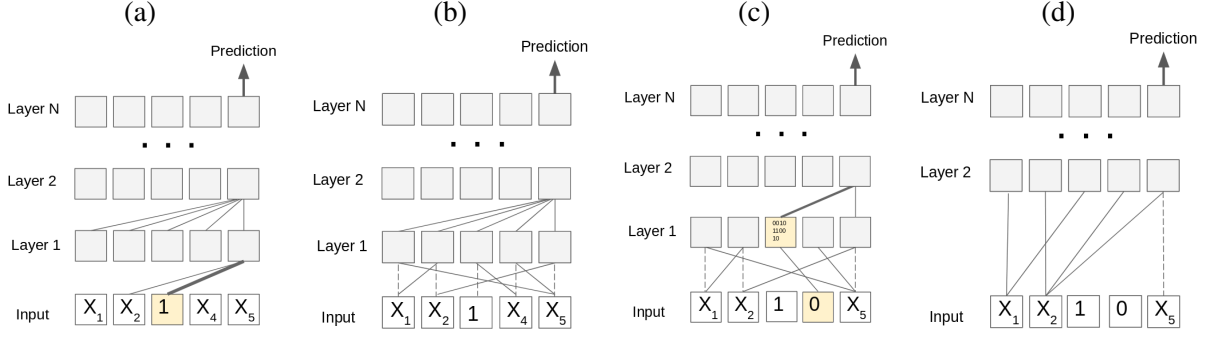 (a)
Prediction
Layer N
. . .
Layer 2
Layer 1
Input
X1 X2 1 X4 X5
(b)
Prediction
Layer N
. . .
Layer 2
Layer 1
Input
X1 X2 1 X4 X5
(c)
Prediction
Layer N
. . .
Layer 2
Layer 1
0010
1100
10
Input
X1 X2 1 0 X5
(d)
Prediction
Layer N
. . .
Layer 2
Input
X1 X2 1 0 X5